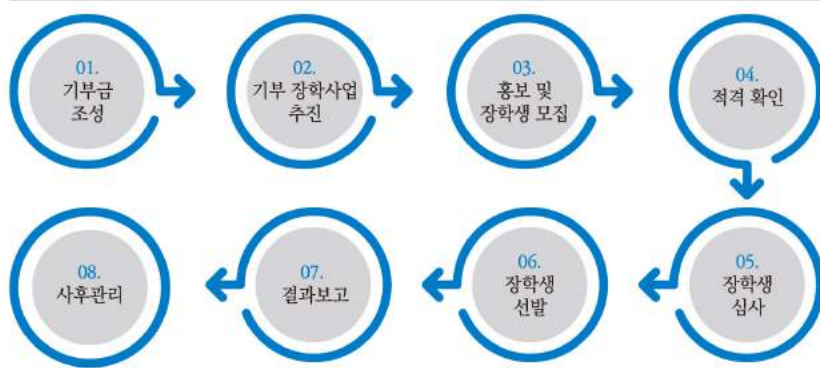 01.
기부금
조성
02.
기부 장학사업
추진
03.
홍보 및
장학생 모집
04.
적격 확인
05.
장학생
심사
06.
장학생
선발
07.
결과보고
08.
사후관리